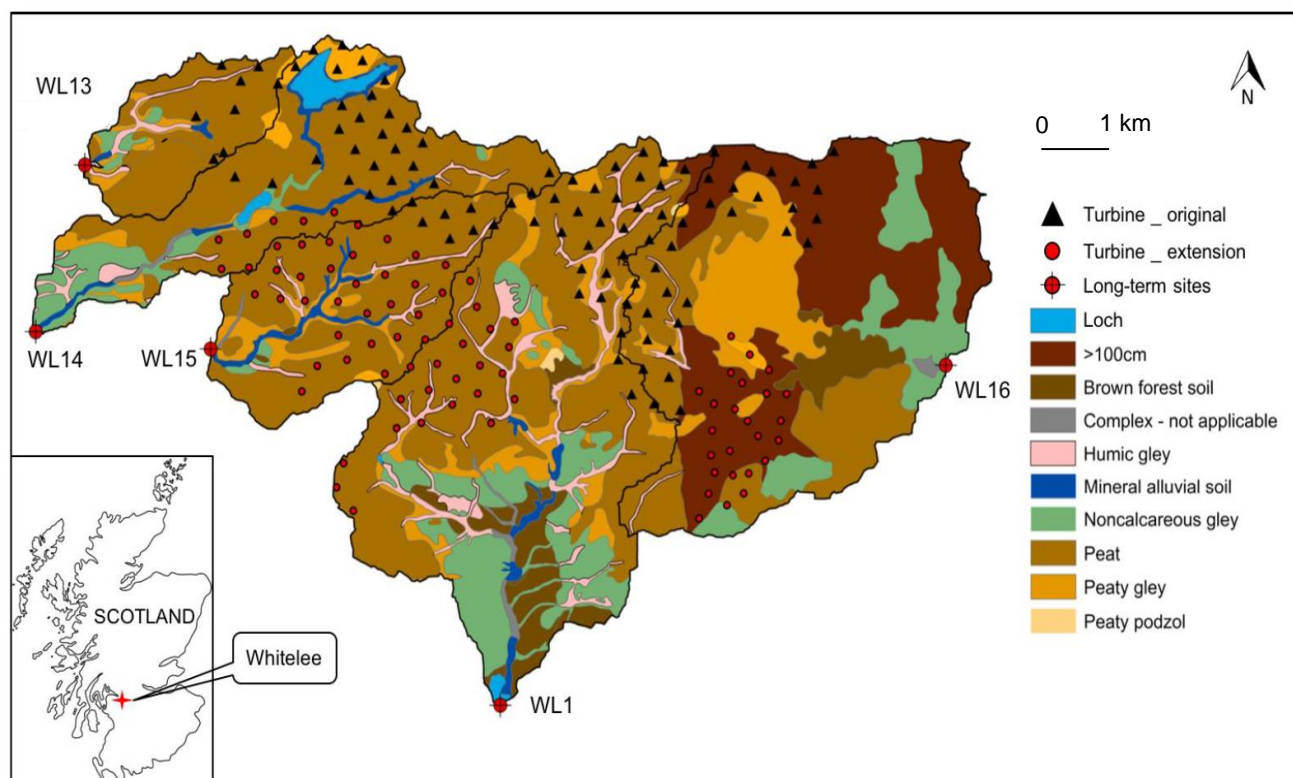 WL13
N
0 1 km
Turbine _ original
Turbine _ extension
Long-term sites
Loch
>100cm
Brown forest soil
Complex - not applicable
Humic gley
Mineral alluvial soil
Noncalcareous gley
Peat
Peaty gley
Peaty podzol
WL14
WL15
WL16
WL1
SCOTLAND
Whitelee